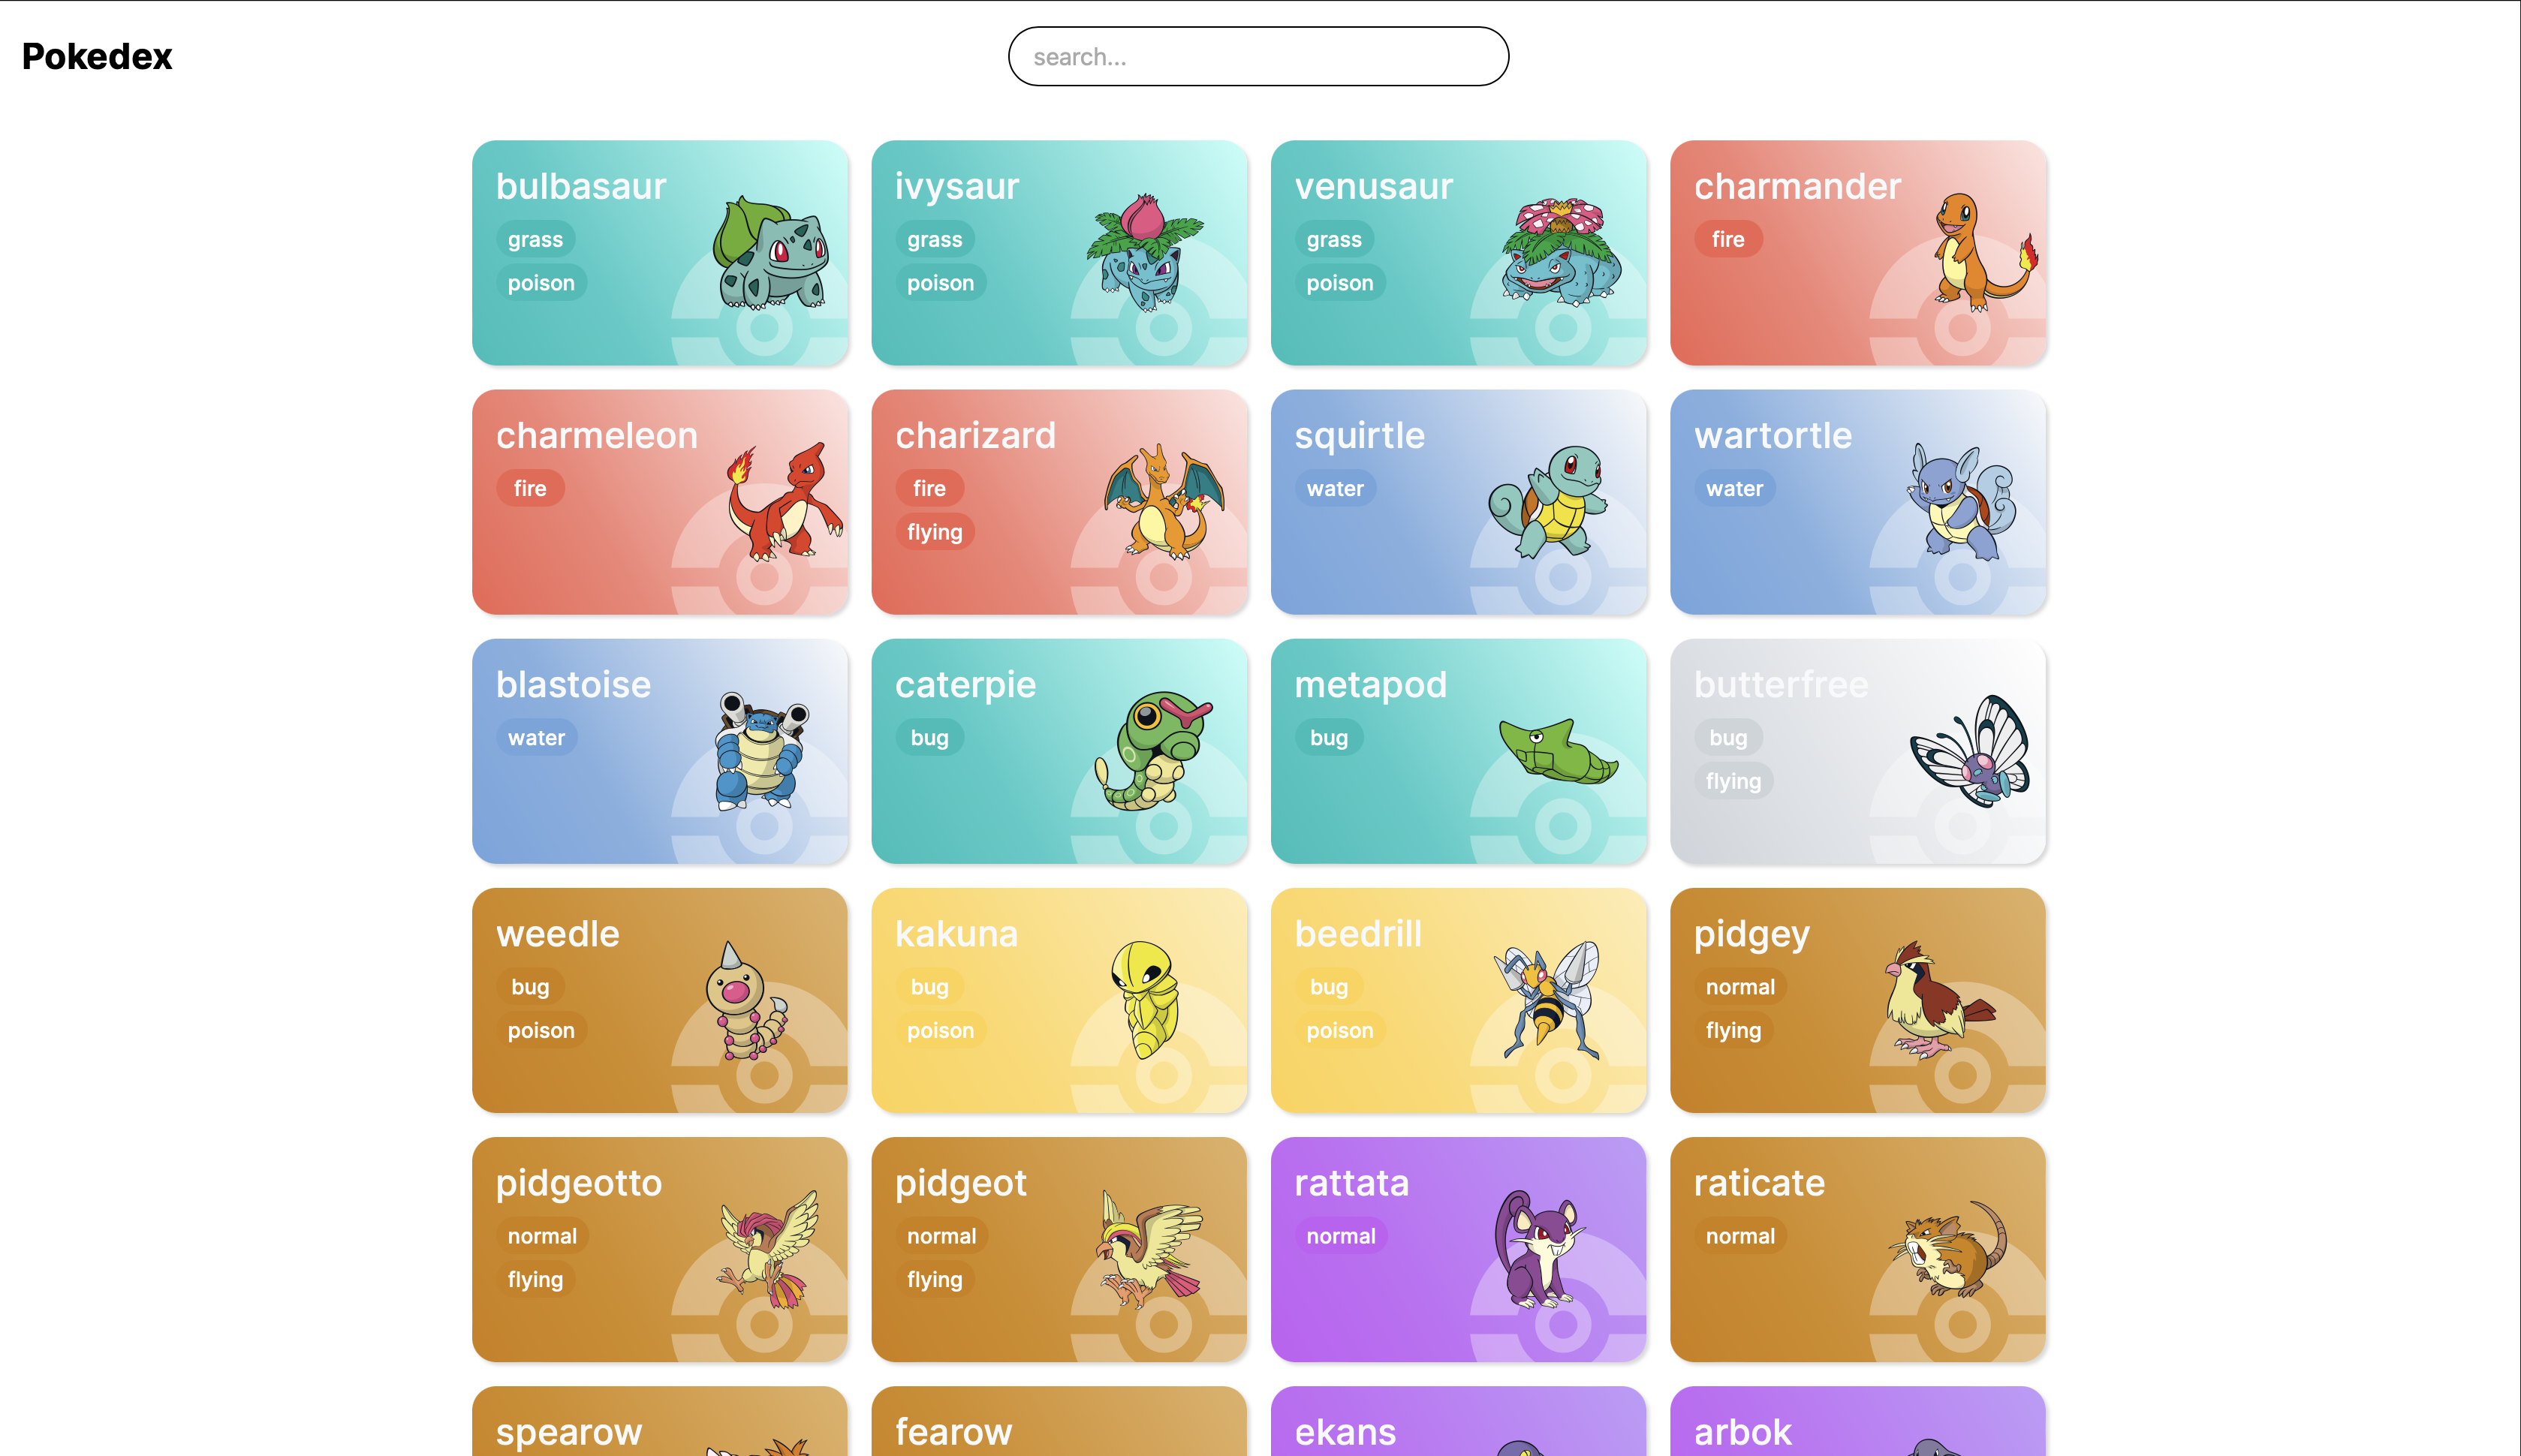 Pokedex
search...
bulbasaur
grass
poison
ivysaur
grass
poison
venusaur
grass
poison
charmander
fire
charmeleon
fire
charizard
fire
flying
squirtle
water
wartortle
water
blastoise
water
caterpie
bug
metapod
bug
butterfree
bug
flying
weedle
bug
poison
kakuna
bug
poison
beedrill
bug
poison
pidgey
normal
flying
pidgeotto
normal
flying
pidgeot
normal
flying
rattata
normal
raticate
normal
spearow
fearow
ekans
arbok